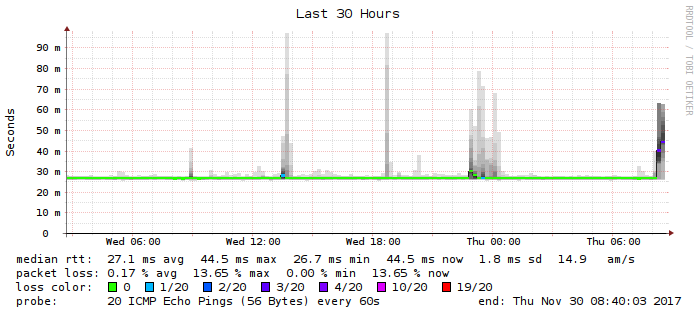 Last 30 Hours
RRDTOOL / TOBI OETIKER
Seconds
90 m
80 m
70 m
60 m
50 m
40 m
30 m
20 m
10 m
0
Wed 06:00 Wed 12:00 Wed 18:00 Thu 00:00 Thu 06:00
median rtt: 27.1 ms avg 44.5 ms max 26.7 ms min 44.5 ms now 1.8 ms sd 14.9 am/s
packet loss: 0.17 % avg 13.65 % max 0.00 % min 13.65 % now
loss color: 0 1/20 2/20 3/20 4/20 10/20 19/20
probe: 20 ICMP Echo Pings (56 Bytes) every 60s end: Thu Nov 30 08:40:03 2017